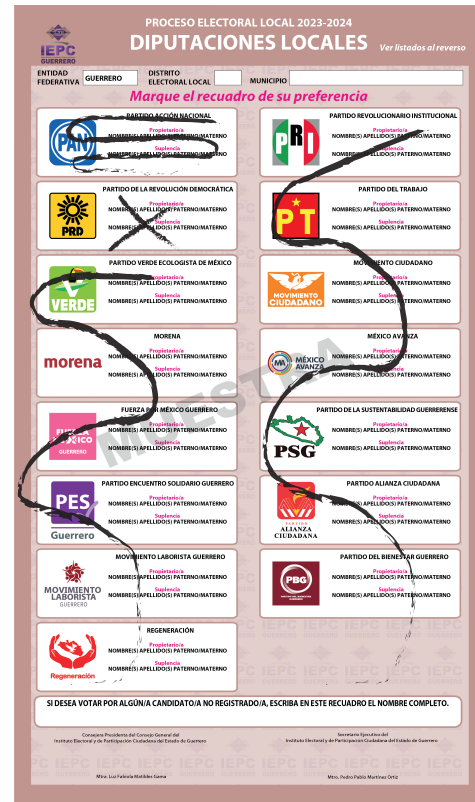 PROCESO ELECTORAL LOCAL 2023-2024
DIPUTACIONES LOCALES
Ver listados al reverso
IEPC
GUERRERO
ENTIDAD FEDERATIVA
GUERRERO
DISTRITO ELECTORAL LOCAL
MUNICIPIO
Marque el recuadro de su preferencia
PAN
PARTIDO ACCIÓN NACIONAL
Propietario/a
NOMBRE(S) APELLIDO(S) PATERNO/MATERNO
Suplencia
NOMBRE(S) APELLIDO(S) PATERNO/MATERNO
PRI
PARTIDO REVOLUCIONARIO INSTITUCIONAL
Propietario/a
NOMBRE(S) APELLIDO(S) PATERNO/MATERNO
Suplencia
NOMBRE(S) APELLIDO(S) PATERNO/MATERNO
PRD
PARTIDO DE LA REVOLUCIÓN DEMOCRÁTICA
Propietario/a
NOMBRE(S) APELLIDO(S) PATERNO/MATERNO
Suplencia
NOMBRE(S) APELLIDO(S) PATERNO/MATERNO
PT
PARTIDO DEL TRABAJO
Propietario/a
NOMBRE(S) APELLIDO(S) PATERNO/MATERNO
Suplencia
NOMBRE(S) APELLIDO(S) PATERNO/MATERNO
VERDE
PARTIDO VERDE ECOLOGISTA DE MÉXICO
Propietario/a
NOMBRE(S) APELLIDO(S) PATERNO/MATERNO
Suplencia
NOMBRE(S) APELLIDO(S) PATERNO/MATERNO
MOVIMIENTO
CIUDADANO
MOVIMIENTO CIUDADANO
Propietario/a
NOMBRE(S) APELLIDO(S) PATERNO/MATERNO
Suplencia
NOMBRE(S) APELLIDO(S) PATERNO/MATERNO
morena
MORENA
Propietario/a
NOMBRE(S) APELLIDO(S) PATERNO/MATERNO
Suplencia
NOMBRE(S) APELLIDO(S) PATERNO/MATERNO
MA
MÉXICO
AVANZA
MÉXICO AVANZA
Propietario/a
NOMBRE(S) APELLIDO(S) PATERNO/MATERNO
Suplencia
NOMBRE(S) APELLIDO(S) PATERNO/MATERNO
MUESTRA
FUERZA
MÉXICO
GUERRERO
FUERZA POR MÉXICO GUERRERO
Propietario/a
NOMBRE(S) APELLIDO(S) PATERNO/MATERNO
Suplencia
NOMBRE(S) APELLIDO(S) PATERNO/MATERNO
PSG
PARTIDO DE LA SUSTENTABILIDAD GUERRERENSE
Propietario/a
NOMBRE(S) APELLIDO(S) PATERNO/MATERNO
Suplencia
NOMBRE(S) APELLIDO(S) PATERNO/MATERNO
PES
Guerrero
PARTIDO ENCUENTRO SOLIDARIO GUERRERO
Propietario/a
NOMBRE(S) APELLIDO(S) PATERNO/MATERNO
Suplencia
NOMBRE(S) APELLIDO(S) PATERNO/MATERNO
PARTIDO
ALIANZA
CIUDADANA
PARTIDO ALIANZA CIUDADANA
Propietario/a
NOMBRE(S) APELLIDO(S) PATERNO/MATERNO
Suplencia
NOMBRE(S) APELLIDO(S) PATERNO/MATERNO
MOVIMIENTO
LABORISTA
GUERRERO
MOVIMIENTO LABORISTA GUERRERO
Propietario/a
NOMBRE(S) APELLIDO(S) PATERNO/MATERNO
Suplencia
NOMBRE(S) APELLIDO(S) PATERNO/MATERNO
PBG
PARTIDO DEL BIENESTAR GUERRERO
Propietario/a
NOMBRE(S) APELLIDO(S) PATERNO/MATERNO
Suplencia
NOMBRE(S) APELLIDO(S) PATERNO/MATERNO
Regeneración
REGENERACIÓN
Propietario/a
NOMBRE(S) APELLIDO(S) PATERNO/MATERNO
Suplencia
NOMBRE(S) APELLIDO(S) PATERNO/MATERNO
SI DESEA VOTAR POR ALGÚN/A CANDIDATO/A NO REGISTRADO/A, ESCRIBA EN ESTE RECUADRO EL NOMBRE COMPLETO.
Consejera Presidenta del Consejo General del
Instituto Electoral y de Participación Ciudadana del Estado de Guerrero
Mtra. Luz Fabiola Matildes Gama
Secretario Ejecutivo del
Instituto Electoral y de Participación Ciudadana del Estado de Guerrero
Mtro. Pedro Pablo Martínez Ortiz